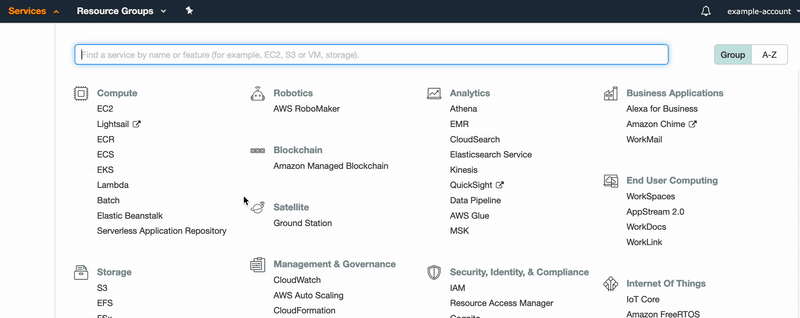 Services
Resource Groups
example-account
Find a service by name or feature (for example, EC2, S3 or VM, storage).
Group
A-Z
Compute
EC2
Lightsail
ECR
ECS
EKS
Lambda
Batch
Elastic Beanstalk
Serverless Application Repository
Storage
S3
EFS
FSx
Robotics
AWS RoboMaker
Blockchain
Amazon Managed Blockchain
Satellite
Ground Station
Management & Governance
CloudWatch
AWS Auto Scaling
CloudFormation
Analytics
Athena
EMR
CloudSearch
Elasticsearch Service
Kinesis
QuickSight
Data Pipeline
AWS Glue
MSK
Security, Identity, & Compliance
IAM
Resource Access Manager
Cognito
Business Applications
Alexa for Business
Amazon Chime
WorkMail
End User Computing
WorkSpaces
AppStream 2.0
WorkDocs
WorkLink
Internet Of Things
IoT Core
Amazon FreeRTOS